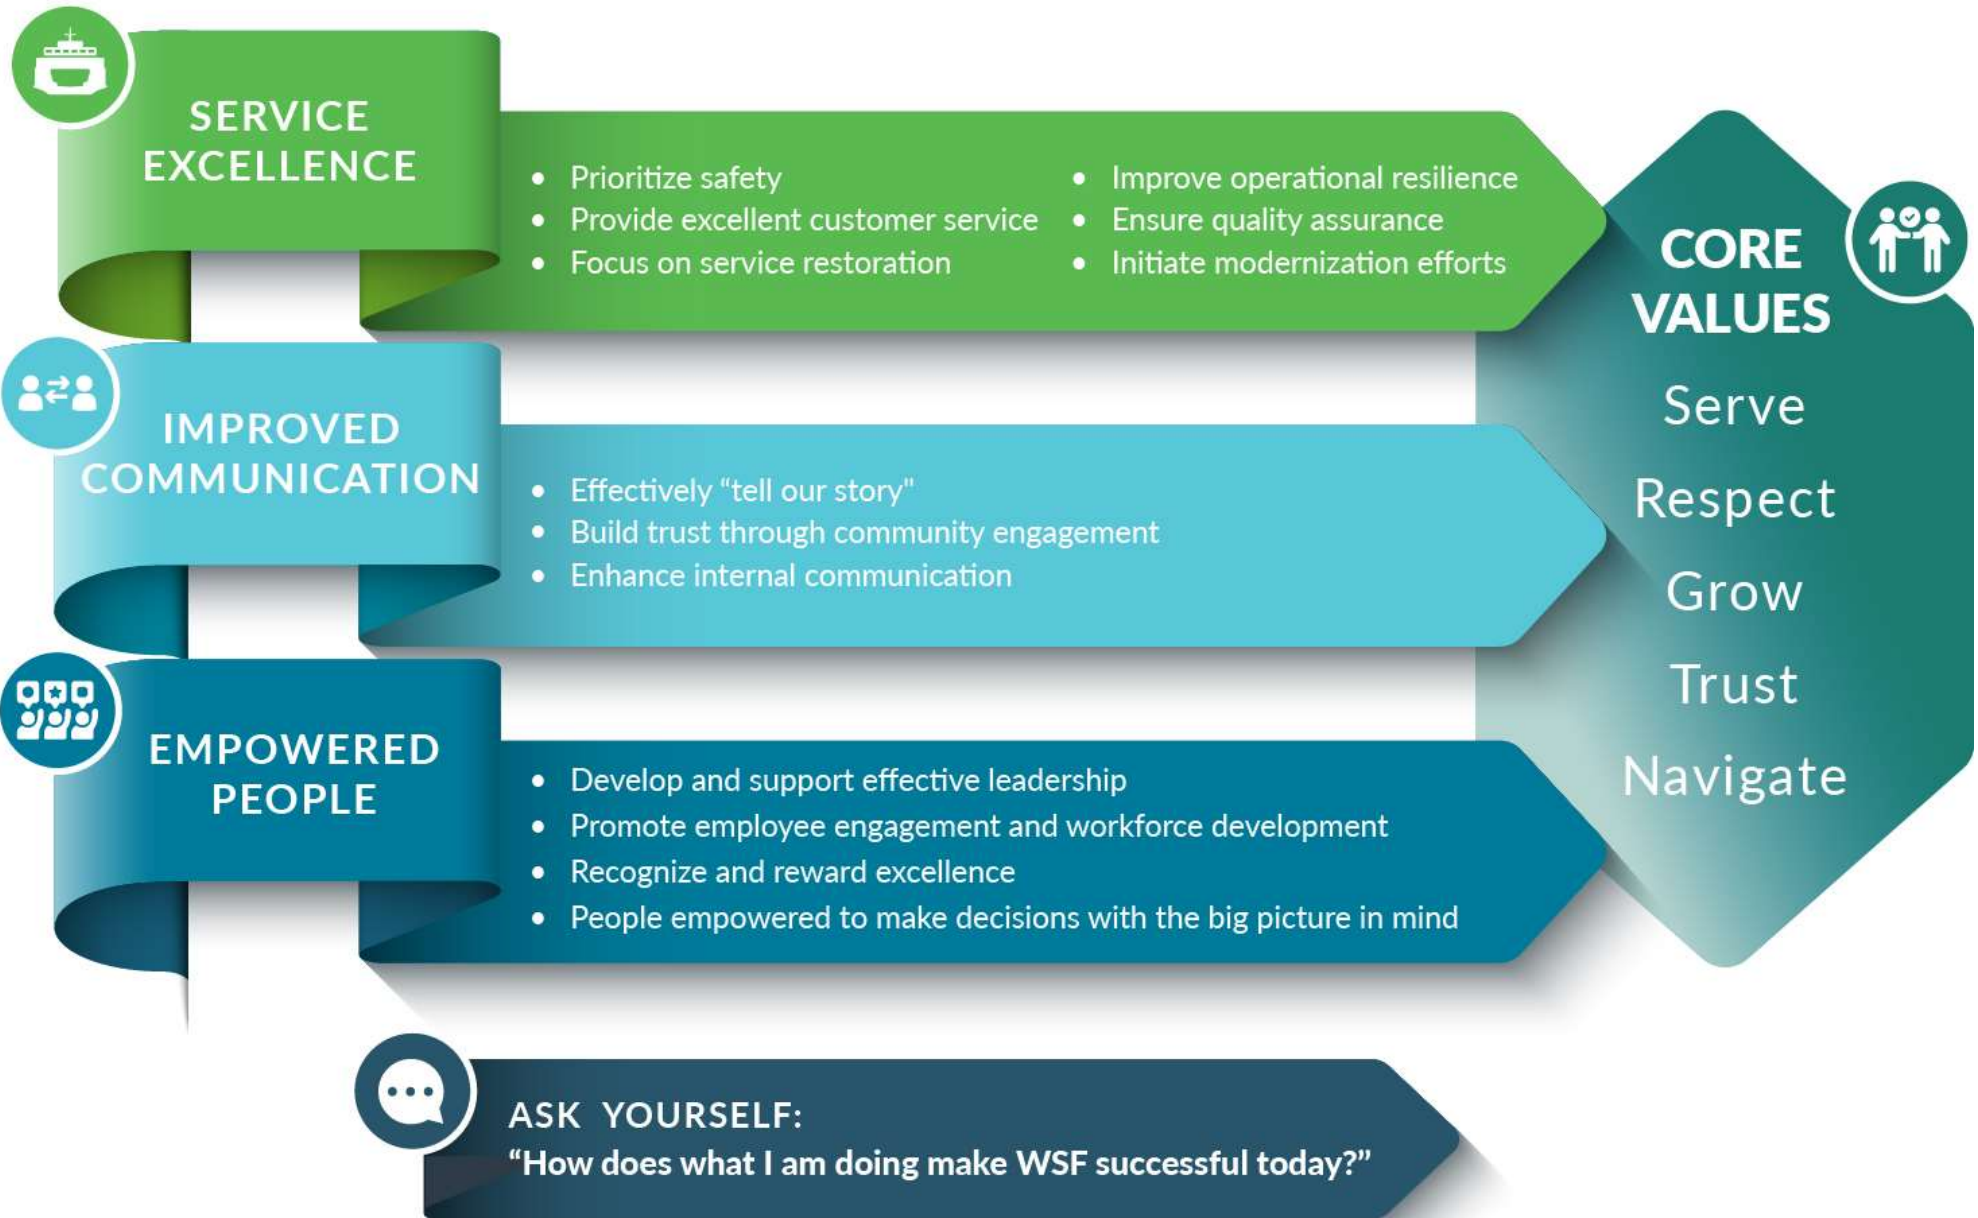 SERVICE
EXCELLENCE
• Prioritize safety
• Provide excellent customer service
• Focus on service restoration
• Improve operational resilience
• Ensure quality assurance
• Initiate modernization efforts
IMPROVED
COMMUNICATION
• Effectively “tell our story"
• Build trust through community engagement
• Enhance internal communication
EMPOWERED
PEOPLE
• Develop and support effective leadership
• Promote employee engagement and workforce development
• Recognize and reward excellence
• People empowered to make decisions with the big picture in mind
CORE
VALUES
Serve
Respect
Grow
Trust
Navigate
ASK YOURSELF:
“How does what I am doing make WSF successful today?”